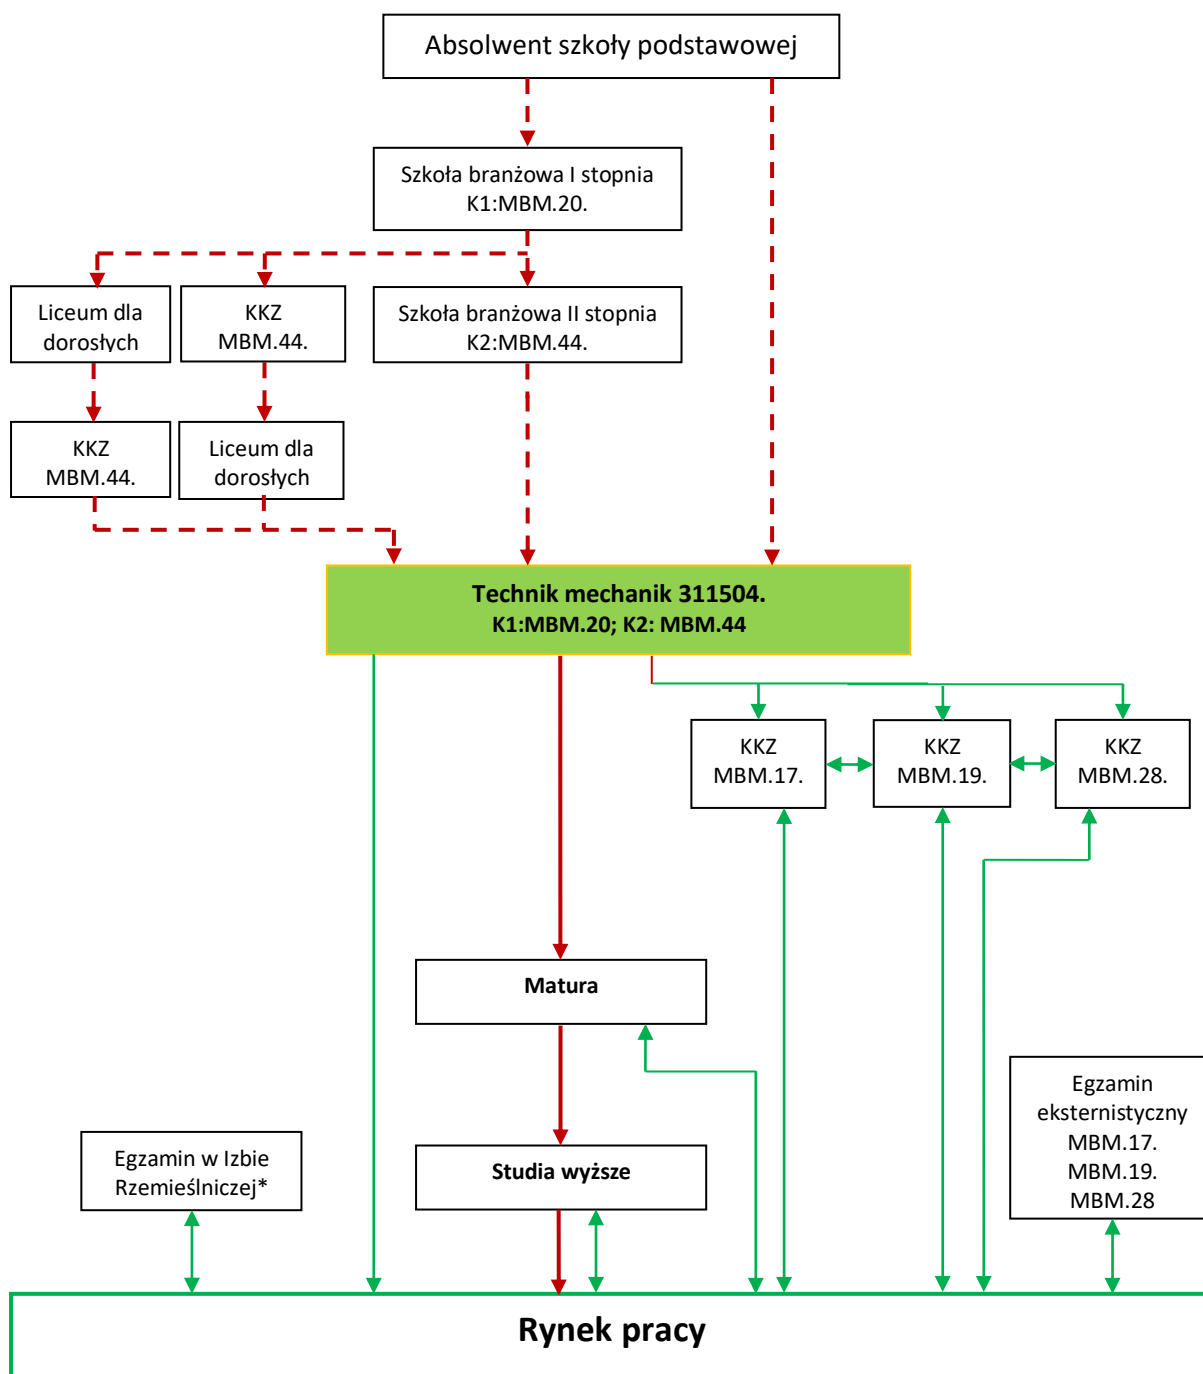 Absolwent szkoły podstawowej
Szkoła branżowa I stopnia
K1:MBM.20.
Liceum dla
dorosłych
KKZ
MBM.44.
Szkoła branżowa II stopnia
K2:MBM.44.
KKZ
MBM.44.
Liceum dla
dorosłych
Technik mechanik 311504.
K1:MBM.20; K2: MBM.44
KKZ
MBM.17.
KKZ
MBM.19.
KKZ
MBM.28.
Matura
Egzamin
eksternistyczny
MBM.17.
MBM.19.
MBM.28
Egzamin w Izbie
Rzemieślniczej*
Studia wyższe
Rynek pracy